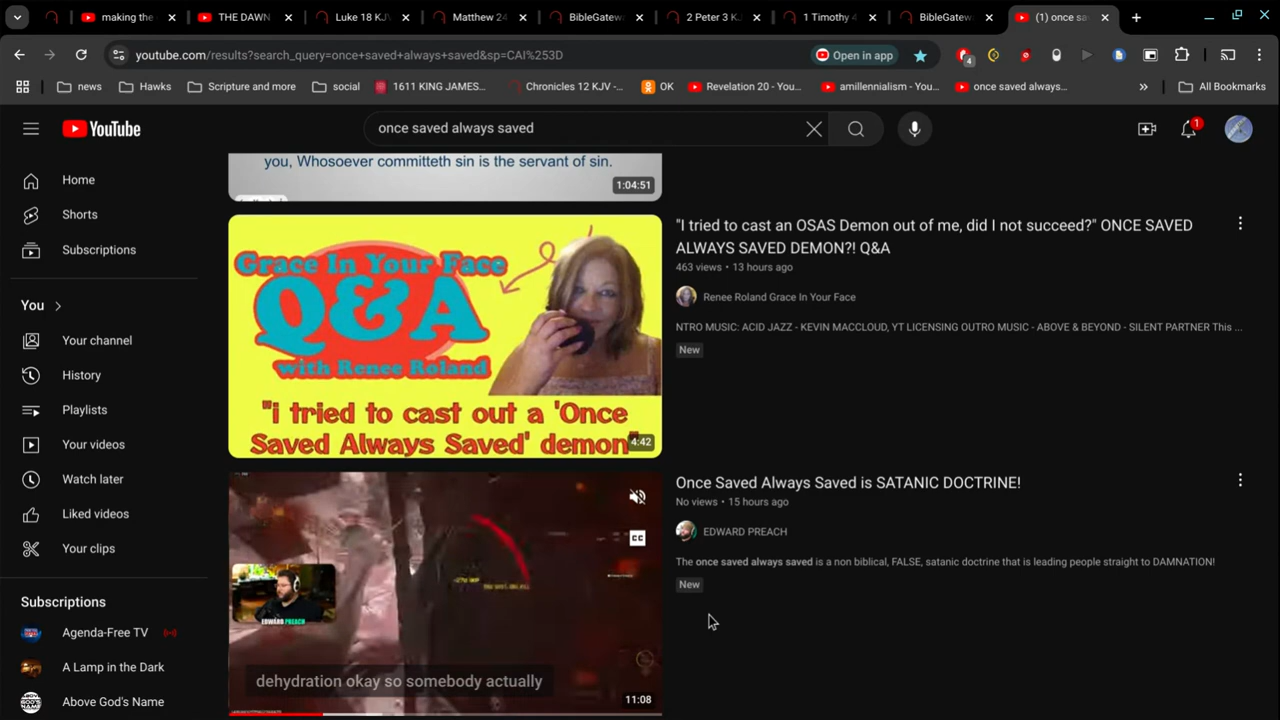 making the
THE DAWN
Luke 18 KJV
Matthew 24
BibleGatew
2 Peter 3 K
1 Timothy 4
BibleGatew
(1) once sa
youtube.com/results?search_query=once+saved+always+saved&sp=CAI%253D
Open in app
4
news
Hawks
Scripture and more
social
1611 KING JAMES...
Chronicles 12 KJV -...
OK
Revelation 20 - You...
amillennialism - You...
once saved always...
»
All Bookmarks
YouTube
once saved always saved
1
Home
Shorts
Subscriptions
You
Your channel
History
Playlists
Your videos
Watch later
Liked videos
Your clips
Subscriptions
Agenda-Free TV
A Lamp in the Dark
Above God's Name
you, Whosoever committeth sin is the servant of sin.
1:04:51
Grace In Your Face
Q&A
with Renee Roland
"i tried to cast out a 'Once
Saved Always Saved' demon"
4:42
"I tried to cast an OSAS Demon out of me, did I not succeed?" ONCE SAVED
ALWAYS SAVED DEMON?! Q&A
463 views • 13 hours ago
Renee Roland Grace In Your Face
NTRO MUSIC: ACID JAZZ - KEVIN MACCLOUD, YT LICENSING OUTRO MUSIC - ABOVE & BEYOND - SILENT PARTNER This ...
New
CC
EDWARD PREACH
dehydration okay so somebody actually
11:08
Once Saved Always Saved is SATANIC DOCTRINE!
No views • 15 hours ago
EDWARD PREACH
The once saved always saved is a non biblical, FALSE, satanic doctrine that is leading people straight to DAMNATION!
New